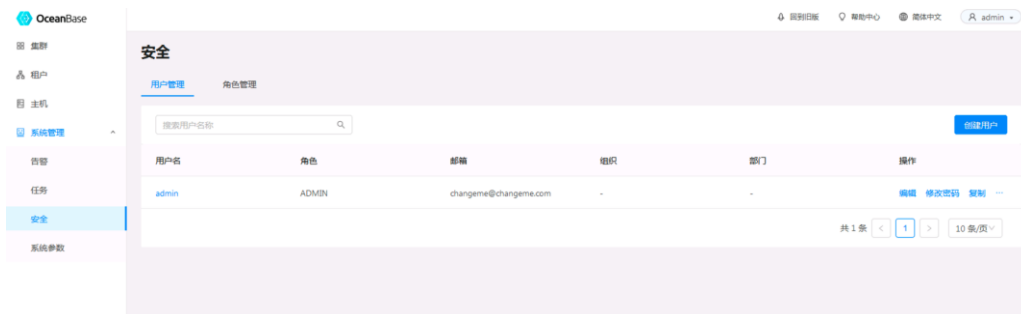 OceanBase
回到旧版 帮助中心 简体中文 admin
集群
租户
主机
系统管理
告警
任务
安全
系统参数
安全
用户管理 角色管理
搜索用户名称
创建用户
用户名 角色 邮箱 组织 部门 操作
admin ADMIN changeme@changeme.com - - 编辑 修改密码 复制 ···
共 1 条 < 1 > 10 条/页